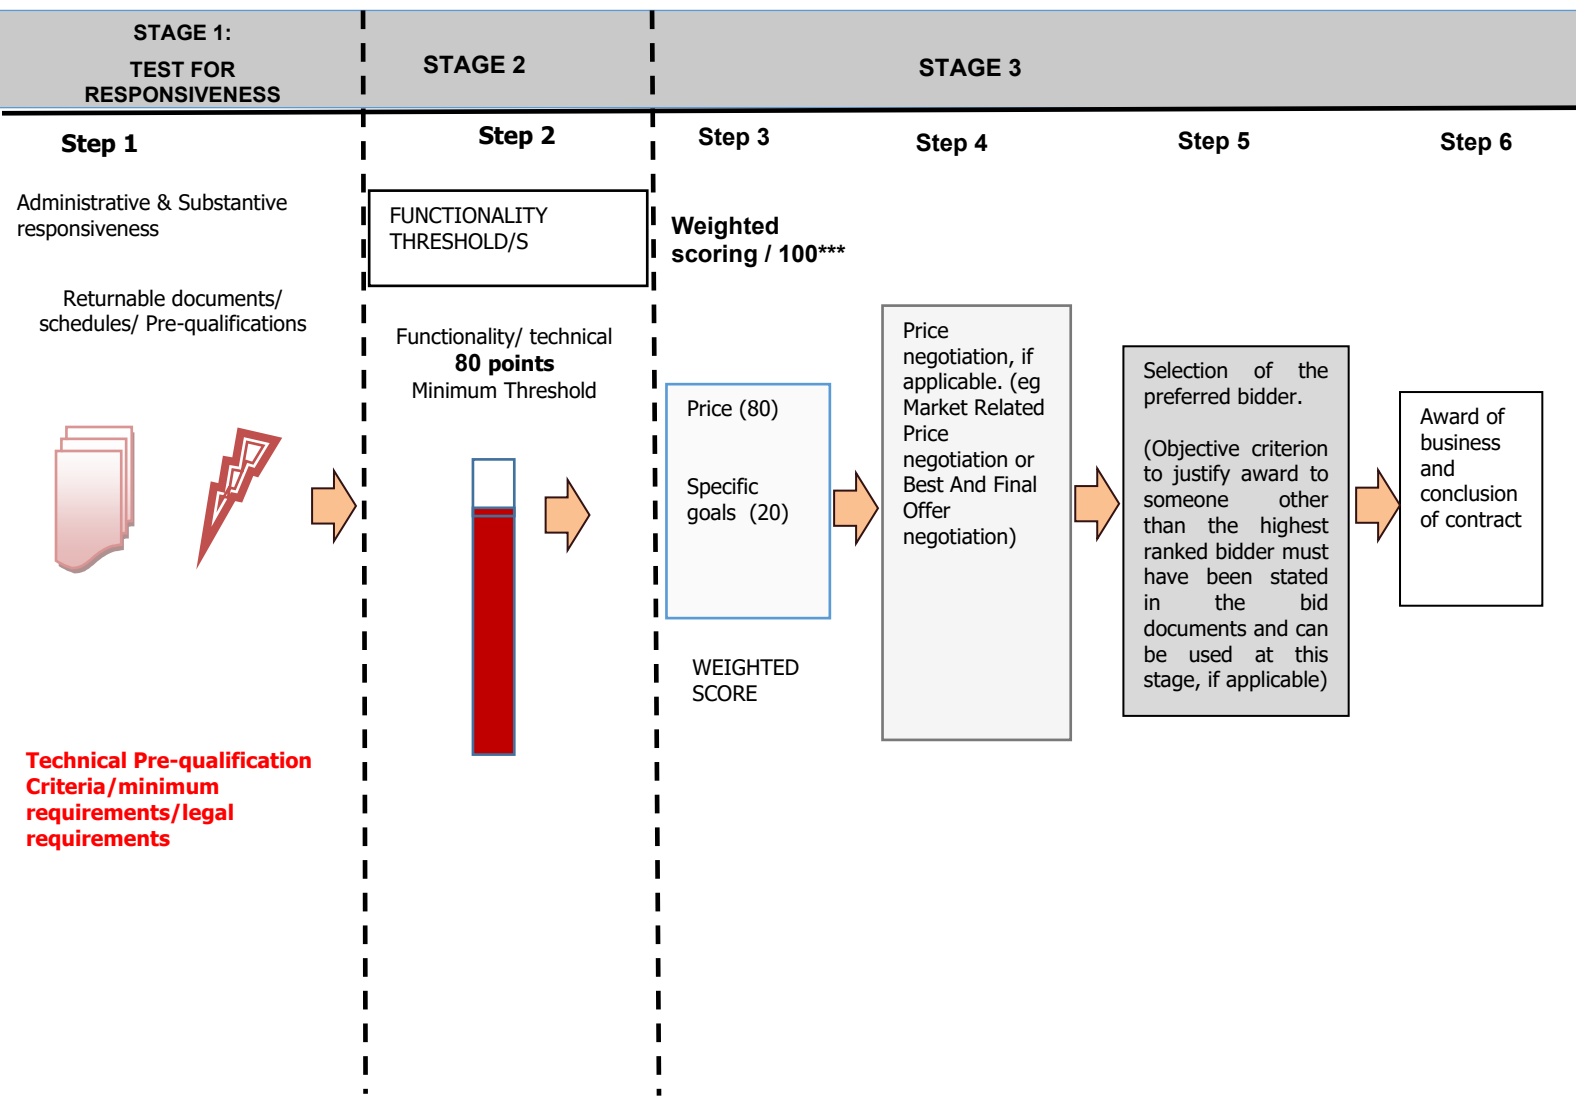 STAGE 1:
TEST FOR
RESPONSIVENESS
STAGE 2
STAGE 3
Step 1
Step 2
Step 3
Step 4
Step 5
Step 6
Administrative & Substantive
responsiveness
Returnable documents/
schedules/ Pre-qualifications
Technical Pre-qualification
Criteria/minimum
requirements/legal
requirements
FUNCTIONALITY
THRESHOLD/S
Functionality/ technical
80 points
Minimum Threshold
Weighted
scoring / 100***
Price (80)
Specific
goals (20)
WEIGHTED
SCORE
Price
negotiation, if
applicable. (eg
Market Related
Price
negotiation or
Best And Final
Offer
negotiation)
Selection of the
preferred bidder.
(Objective criterion
to justify award to
someone other
than the highest
ranked bidder must
have been stated
in the bid
documents and can
be used at this
stage, if applicable)
Award of
business
and
conclusion
of contract